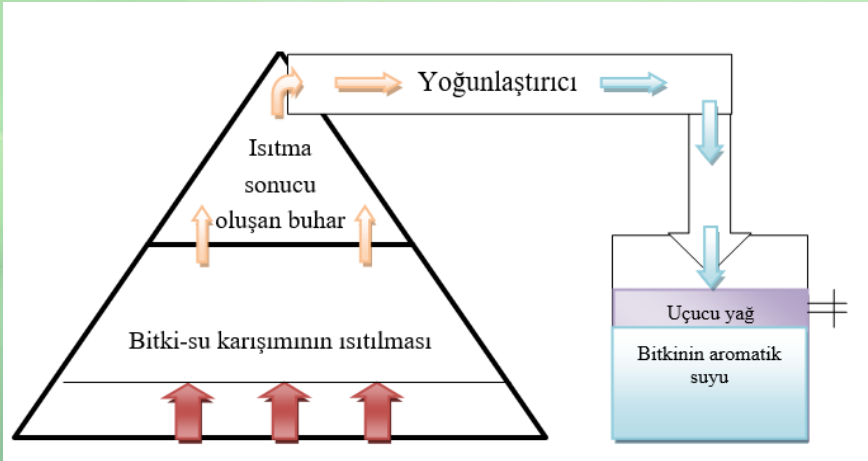 Yoğunlaştırıcı
Isıtma
sonucu
oluşan buhar
Bitki-su karışımının ısıtılması
Uçucu yağ
Bitkinin aromatik
suyu